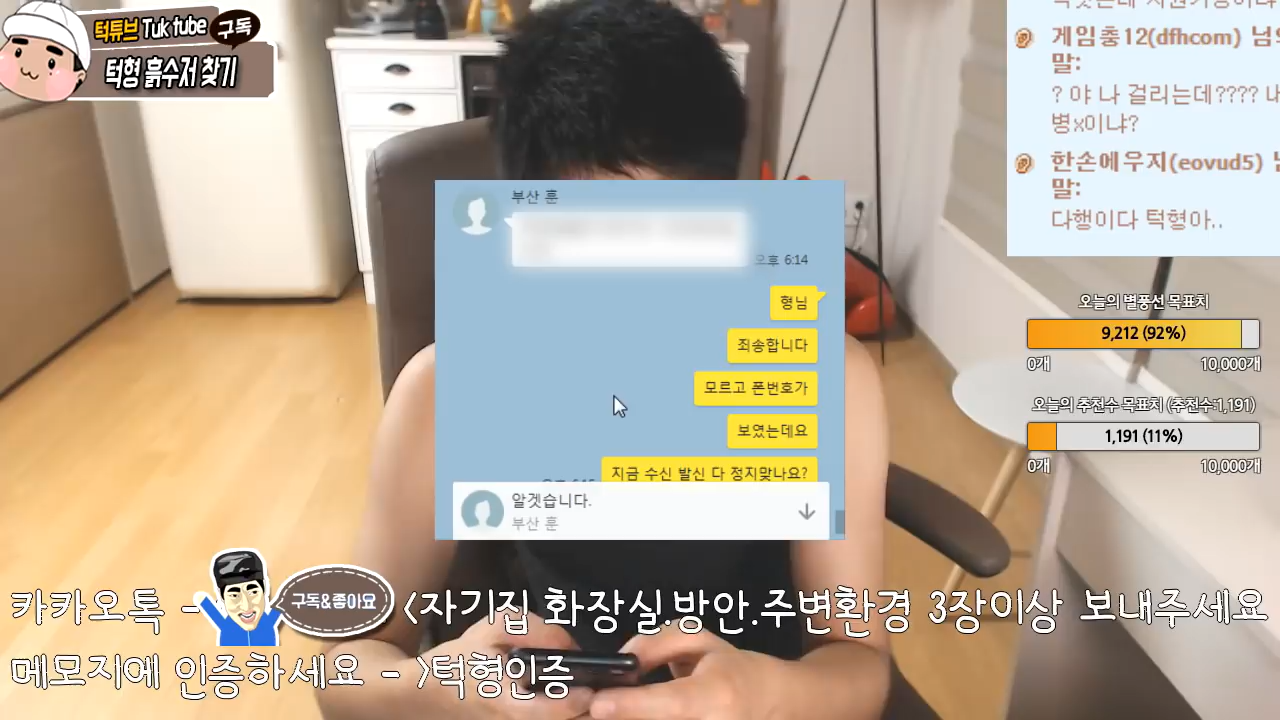 턱튜브 Tuk tube 구독
턱형 흙수저 찾기
게임충12(dfhcom) 님의
말:
? 야 나 걸리는데???? 내
병x이냐?
한손에우지(eovud5) 님
말:
다행이다 턱형아..
부산 훈
오후 6:14
형님
죄송합니다
모르고 폰번호가
보였는데요
지금 수신 발신 다 정지맞나요?
알겟습니다.
부산 훈
오늘의 별풍선 목표치
9,212 (92%)
0개 10,000개
오늘의 추천수 목표치 (추천수:1,191)
1,191 (11%)
0개 10,000개
카카오톡 - 구독&좋아요 <자기집 화장실.방안.주변환경 3장이상 보내주세요
메모지에 인증하세요 - >턱형인증